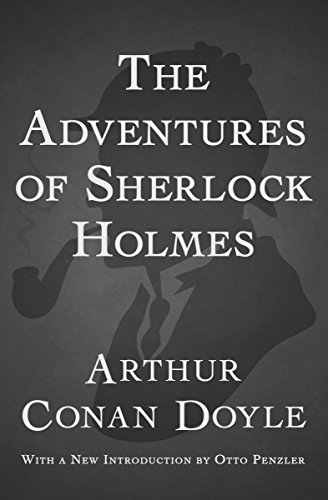 THE
ADVENTURES
OF SHERLOCK
HOLMES
ARTHUR
CONAN DOYLE
WITH A NEW INTRODUCTION BY OTTO PENZLER